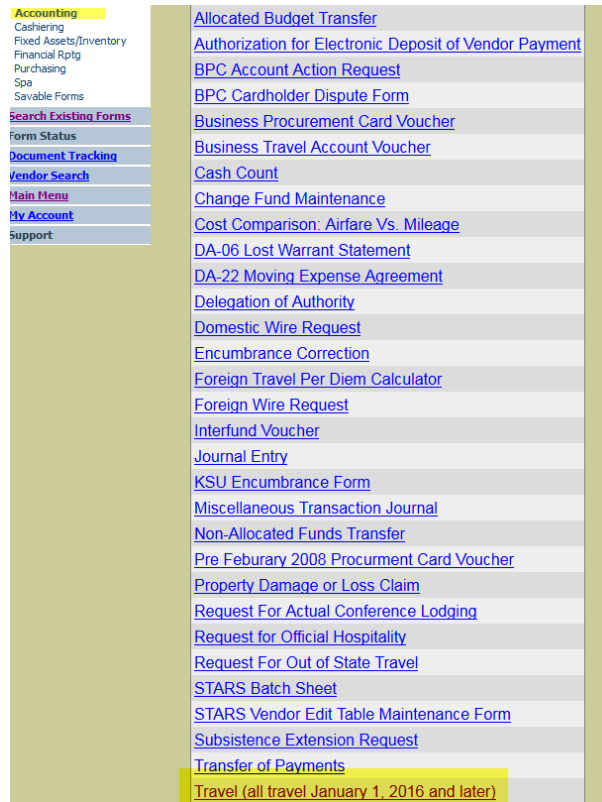 Accounting
Cashiering
Fixed Assets/Inventory
Financial Rptg
Purchasing
Spa
Savable Forms
Search Existing Forms
Form Status
Document Tracking
Vendor Search
Main Menu
My Account
Support
Allocated Budget Transfer
Authorization for Electronic Deposit of Vendor Payment
BPC Account Action Request
BPC Cardholder Dispute Form
Business Procurement Card Voucher
Business Travel Account Voucher
Cash Count
Change Fund Maintenance
Cost Comparison: Airfare Vs. Mileage
DA-06 Lost Warrant Statement
DA-22 Moving Expense Agreement
Delegation of Authority
Domestic Wire Request
Encumbrance Correction
Foreign Travel Per Diem Calculator
Foreign Wire Request
Interfund Voucher
Journal Entry
KSU Encumbrance Form
Miscellaneous Transaction Journal
Non-Allocated Funds Transfer
Pre Feburary 2008 Procurment Card Voucher
Property Damage or Loss Claim
Request For Actual Conference Lodging
Request for Official Hospitality
Request For Out of State Travel
STARS Batch Sheet
STARS Vendor Edit Table Maintenance Form
Subsistence Extension Request
Transfer of Payments
Travel (all travel January 1, 2016 and later)